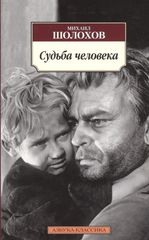 МИХАИЛ
ШОЛОХОВ
Судьба человека
АЗБУКА-КЛАССИКА